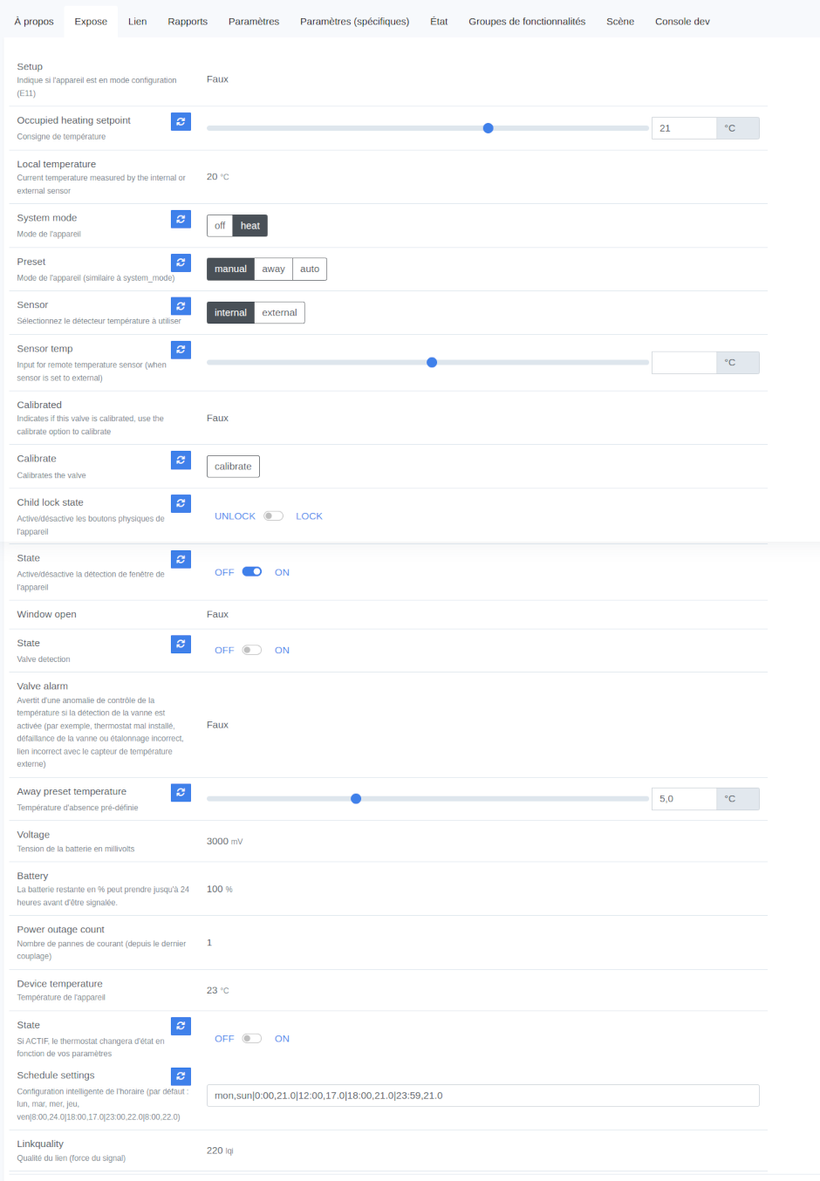 À propos
Expose
Lien
Rapports
Paramètres
Paramètres (spécifiques)
État
Groupes de fonctionnalités
Scène
Console dev
Setup
Indique si l'appareil est en mode configuration
(E11)
Faux
Occupied heating setpoint
Consigne de température
21
°C
Local temperature
Current temperature measured by the internal or
external sensor
20 °C
System mode
Mode de l'appareil
off
heat
Preset
Mode de l'appareil (similaire à system_mode)
manual
away
auto
Sensor
Sélectionnez le détecteur température à utiliser
internal
external
Sensor temp
Input for remote temperature sensor (when
sensor is set to external)
°C
Calibrated
Indicates if this valve is calibrated, use the
calibrate option to calibrate
Faux
Calibrate
Calibrates the valve
calibrate
Child lock state
Active/désactive les boutons physiques de
l'appareil
UNLOCK
LOCK
State
Active/désactive la détection de fenêtre de
l'appareil
OFF
ON
Window open
Faux
State
Valve detection
OFF
ON
Valve alarm
Avertit d'une anomalie de contrôle de la
température si la détection de la vanne est
activée (par exemple, thermostat mal installé,
défaillance de la vanne ou étalonnage incorrect,
lien incorrect avec le capteur de température
externe)
Faux
Away preset temperature
Température d'absence pré-définie
5,0
°C
Voltage
Tension de la batterie en millivolts
3000 mV
Battery
La batterie restante en % peut prendre jusqu'à 24
heures avant d'être signalée.
100 %
Power outage count
Nombre de pannes de courant (depuis le dernier
couplage)
1
Device temperature
Température de l'appareil
23 °C
State
Si ACTIF, le thermostat changera d'état en
fonction de vos paramètres
OFF
ON
Schedule settings
Configuration intelligente de l'horaire (par défaut :
lun, mar, mer, jeu,
ven|8:00,24.0|18:00,17.0|23:00,22.0|8:00,22.0)
mon,sun|0:00,21.0|12:00,17.0|18:00,21.0|23:59,21.0
Linkquality
Qualité du lien (force du signal)
220 lqi